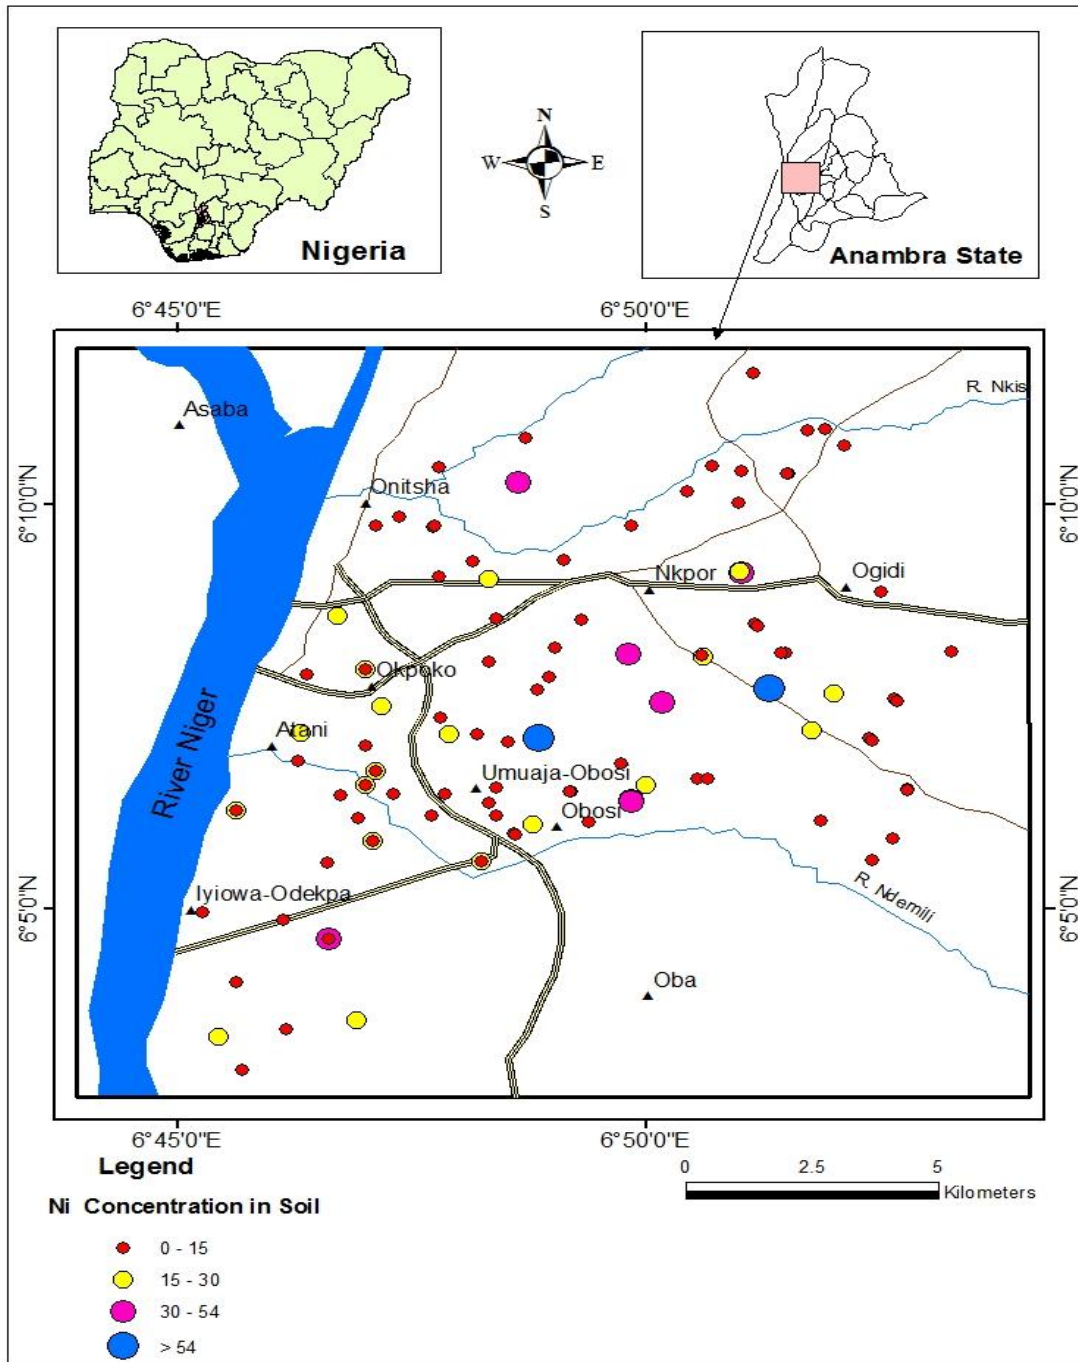 N
W E
S
Nigeria
Anambra State
6°45'0"E 6°50'0"E
R. Nkis
Asaba
Onitsha
6°10'0"N 6°10'0"N
Nkpor
Ogidi
Okpoko
Atani
River Niger
Umuaja-Obosi
Obosi
R. Ndemili
Iyiowa-Odekpa
6°5'0"N 6°5'0"N
Oba
6°45'0"E 6°50'0"E
Legend
0 2.5 5
Kilometers
Ni Concentration in Soil
0 - 15
15 - 30
30 - 54
> 54